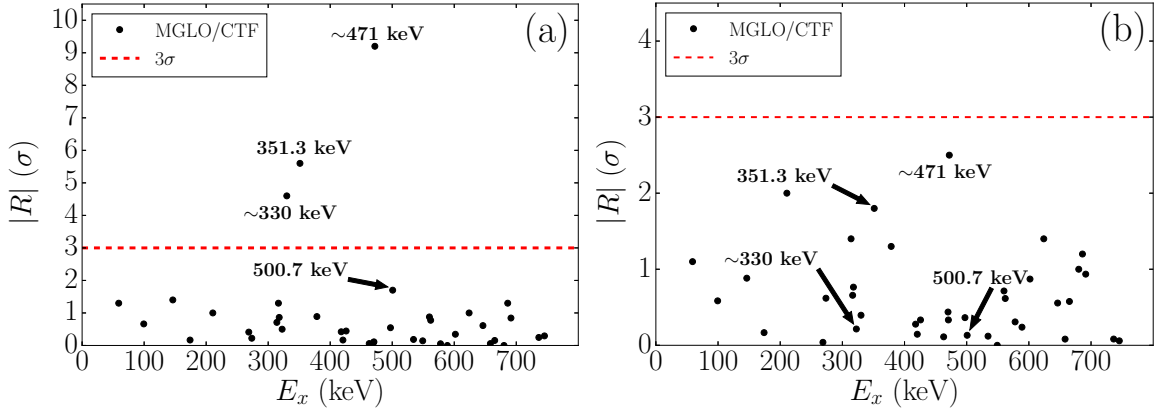 (a)
MGLO/CTF
3σ
~471 keV
351.3 keV
~330 keV
500.7 keV
|R| (σ)
10
9
8
7
6
5
4
3
2
1
0
0 100 200 300 400 500 600 700
E_x (keV)
(b)
MGLO/CTF
3σ
351.3 keV
~471 keV
~330 keV
500.7 keV
|R| (σ)
4
3
2
1
0
0 100 200 300 400 500 600 700
E_x (keV)